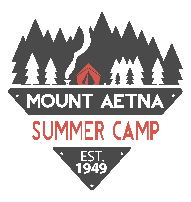 MOUNT AETNA
SUMMER CAMP
EST.
1949